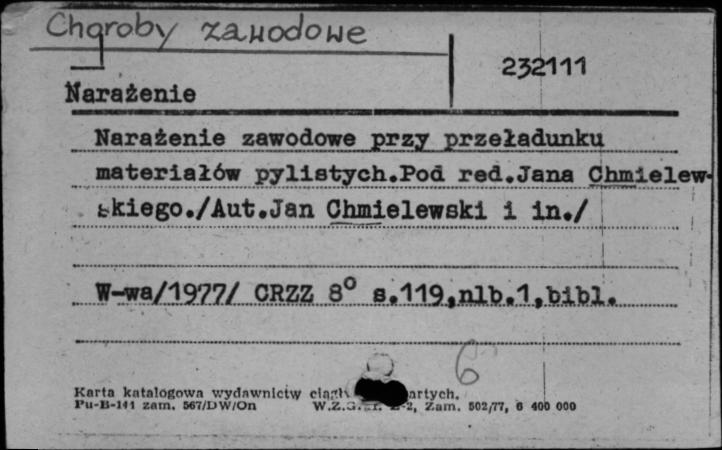 Choroby zawodowe
232111
Narażenie
Narażenie zawodowe przy przeładunku
materiałów pylistych.Pod red.Jana Chmielew-
skiego./Aut.Jan Chmielewski i in./
W-wa/1977/ CRZZ 8° s.119,nlb.1,bibl.
6
Karta katalogowa wydawnictw
Pu-B-141 zam. 567/DW/On Zam. 502/77, 6 400 000